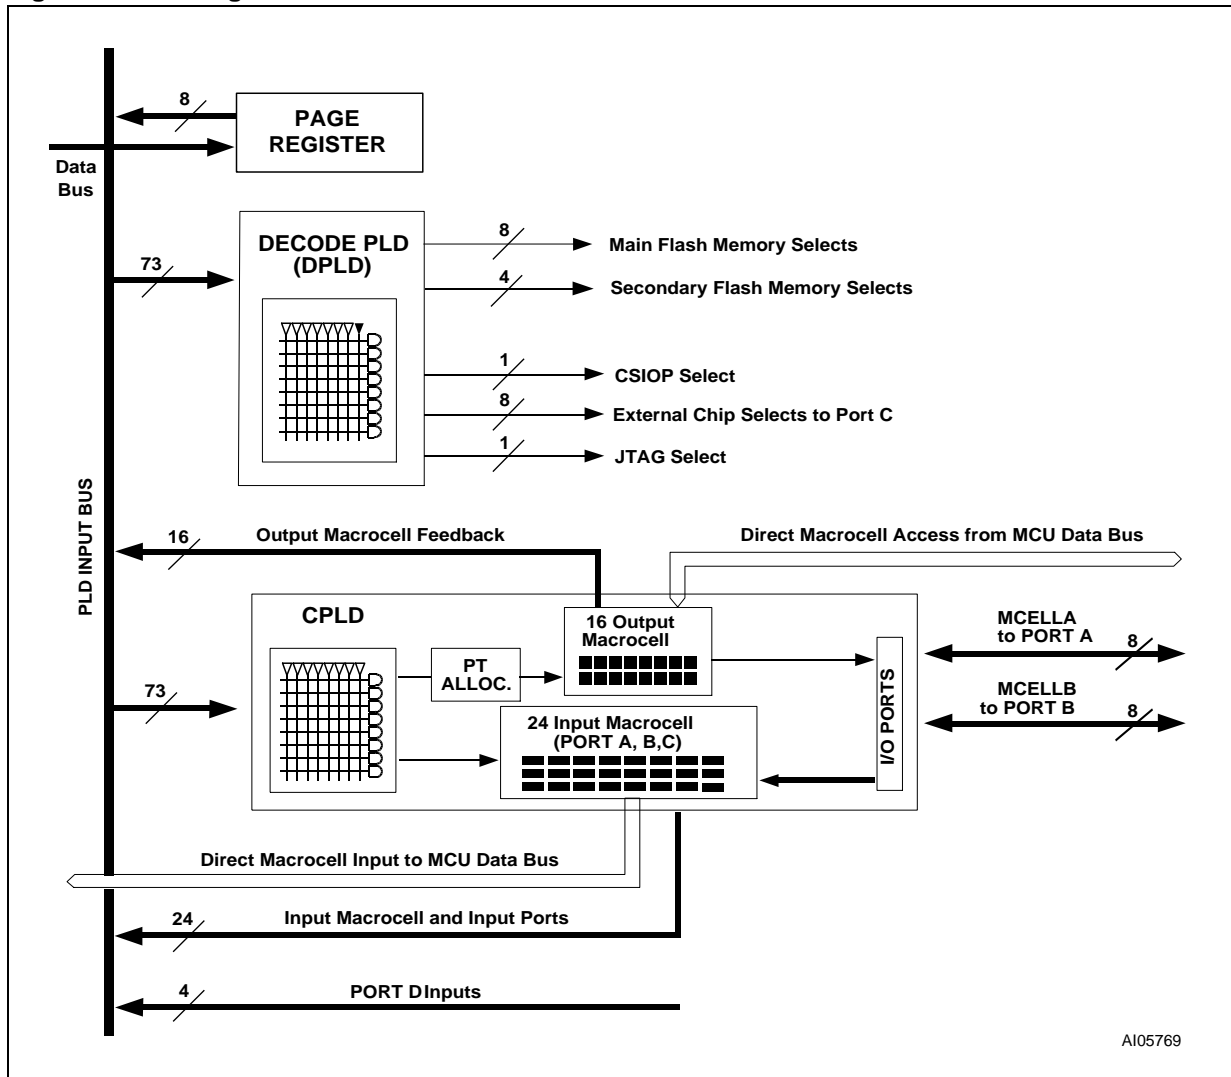 8
PAGE
REGISTER
Data
Bus
DECODE PLD
(DPLD)
73
8
Main Flash Memory Selects
4
Secondary Flash Memory Selects
1
CSIOP Select
8
External Chip Selects to Port C
1
JTAG Select
PLD INPUT BUS
16
Output Macrocell Feedback
Direct Macrocell Access from MCU Data Bus
CPLD
16 Output
Macrocell
PT
ALLOC.
73
24 Input Macrocell
(PORT A, B,C)
I/O PORTS
MCELLA
to PORT A
8
MCELLB
to PORT B
8
Direct Macrocell Input to MCU Data Bus
24
Input Macrocell and Input Ports
4
PORT D Inputs
AI05769